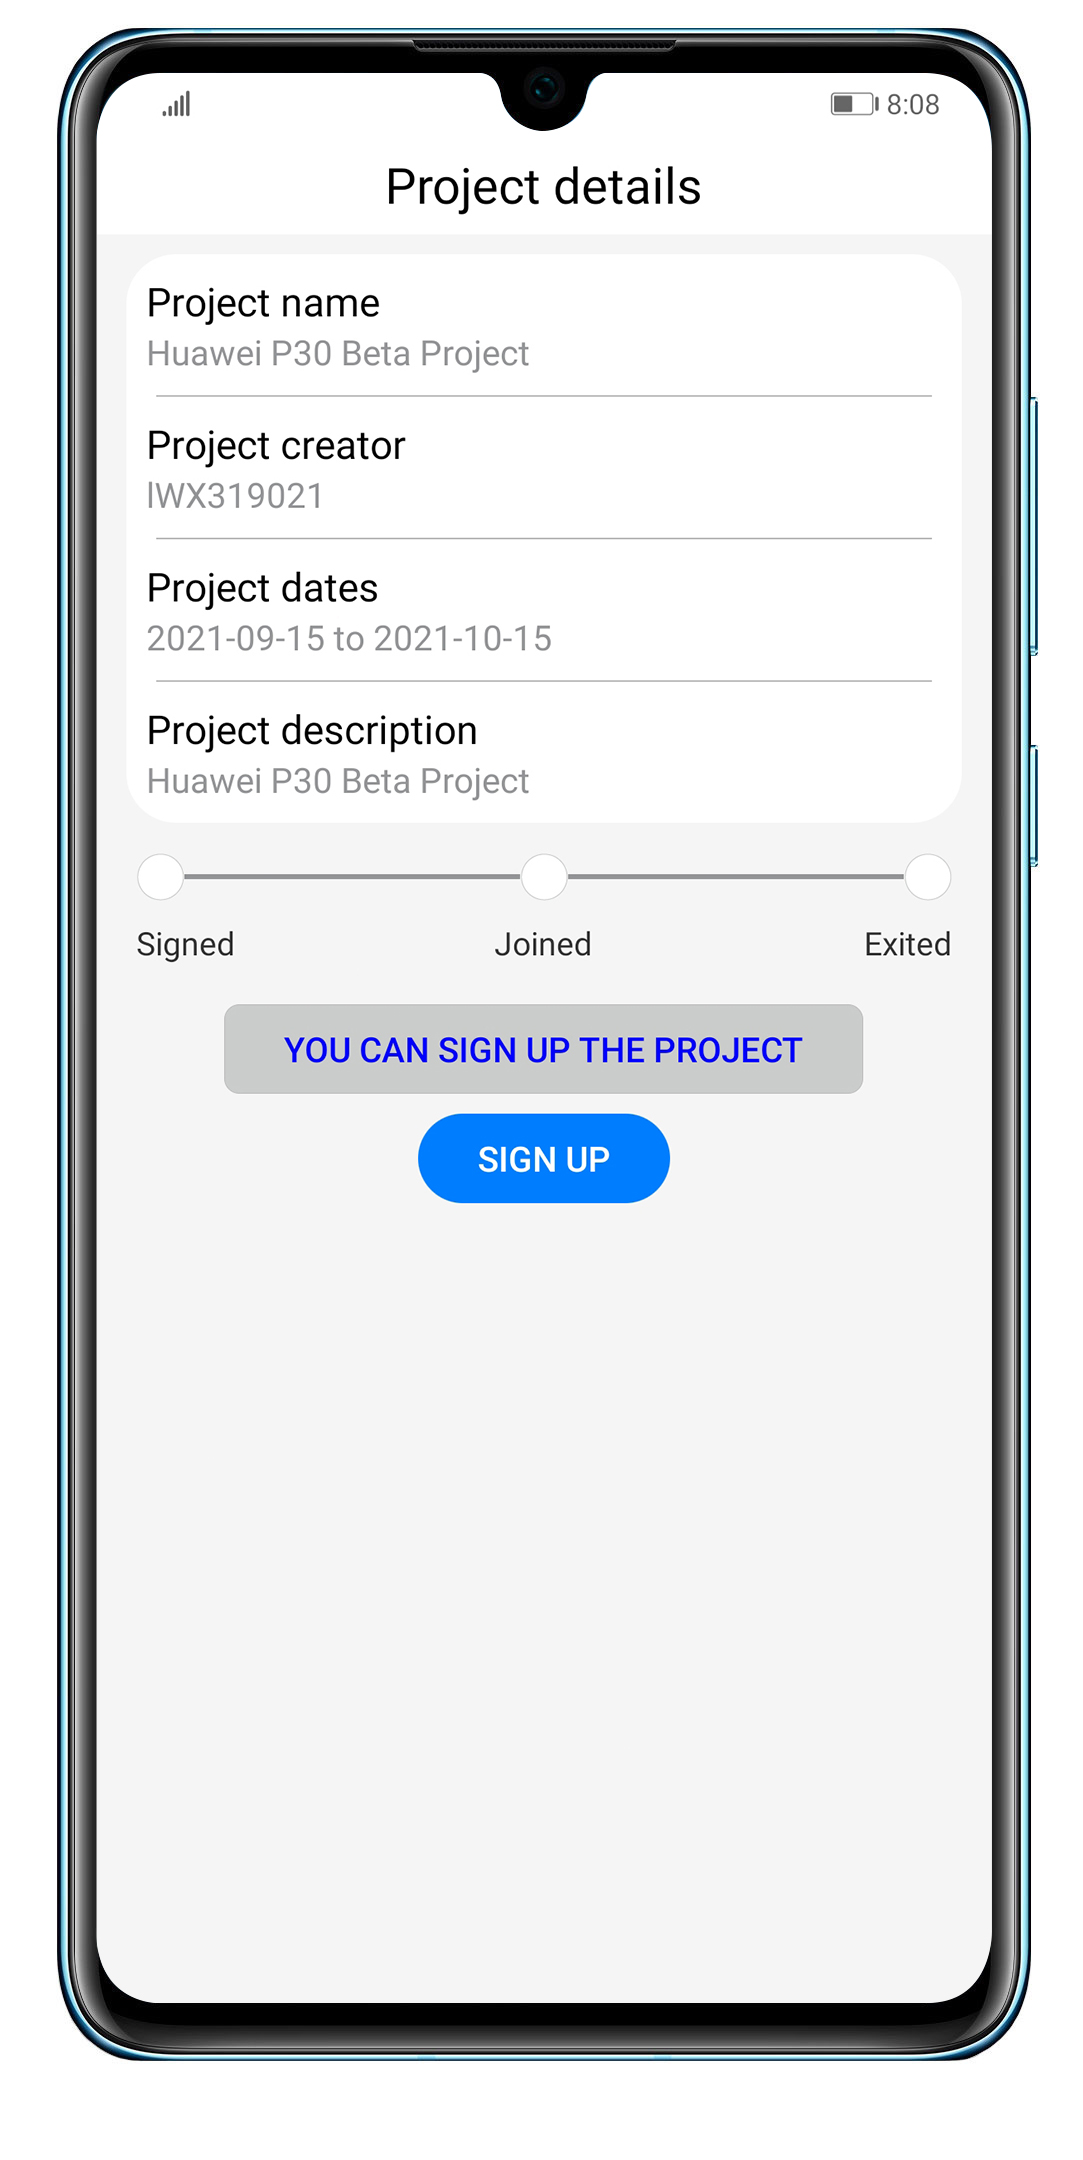 8:08
Project details
Project name
Huawei P30 Beta Project
Project creator
lWX319021
Project dates
2021-09-15 to 2021-10-15
Project description
Huawei P30 Beta Project
Signed Joined Exited
YOU CAN SIGN UP THE PROJECT
SIGN UP